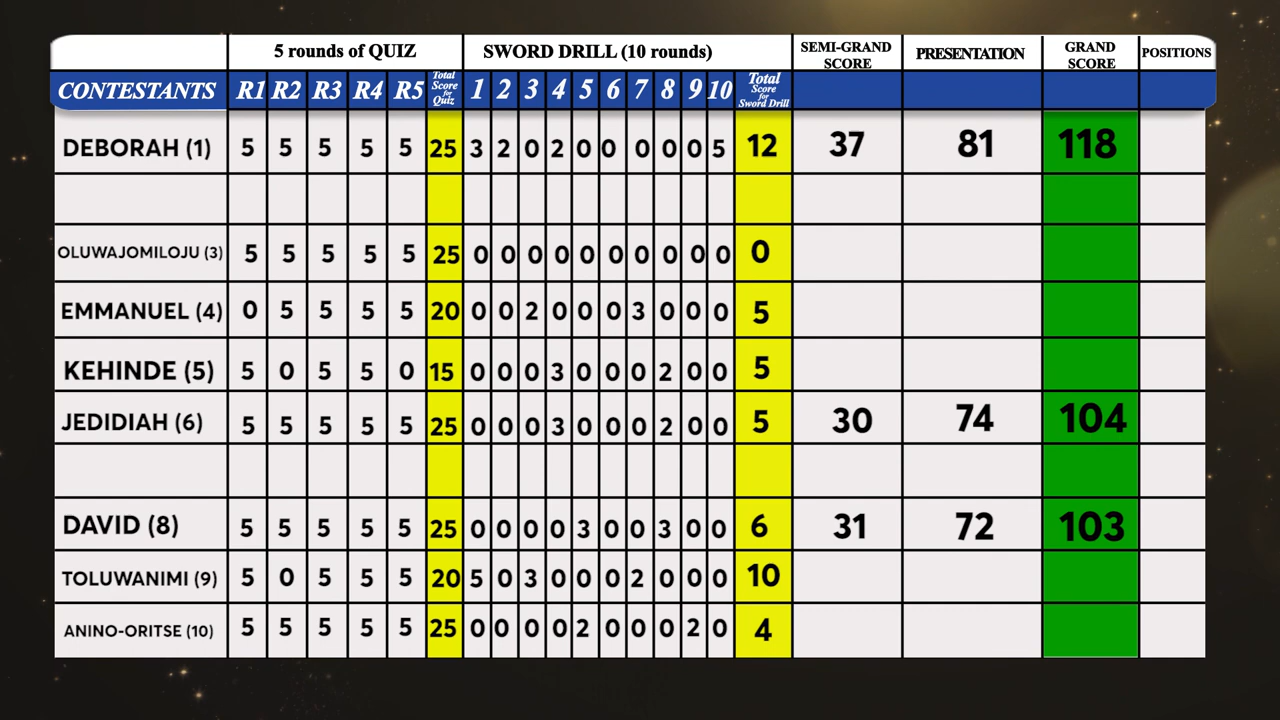 5 rounds of QUIZ SWORD DRILL (10 rounds) SEMI-GRAND SCORE PRESENTATION GRAND SCORE POSITIONS
CONTESTANTS R1 R2 R3 R4 R5 Total Score for Quiz 1 2 3 4 5 6 7 8 9 10 Total Score for Sword Drill
DEBORAH (1) 5 5 5 5 5 25 3 2 0 2 0 0 0 0 0 5 12 37 81 118
OLUWAJOMILOJU (3) 5 5 5 5 5 25 0 0 0 0 0 0 0 0 0 0 0
EMMANUEL (4) 0 5 5 5 5 20 0 0 2 0 0 0 3 0 0 0 5
KEHINDE (5) 5 0 5 5 0 15 0 0 0 3 0 0 0 2 0 0 5
JEDIDIAH (6) 5 5 5 5 5 25 0 0 0 3 0 0 0 2 0 0 5 30 74 104
DAVID (8) 5 5 5 5 5 25 0 0 0 0 3 0 0 3 0 0 6 31 72 103
TOLUWANIMI (9) 5 0 5 5 5 20 5 0 3 0 0 0 2 0 0 0 10
ANINO-ORITSE (10) 5 5 5 5 5 25 0 0 0 0 2 0 0 0 2 0 4